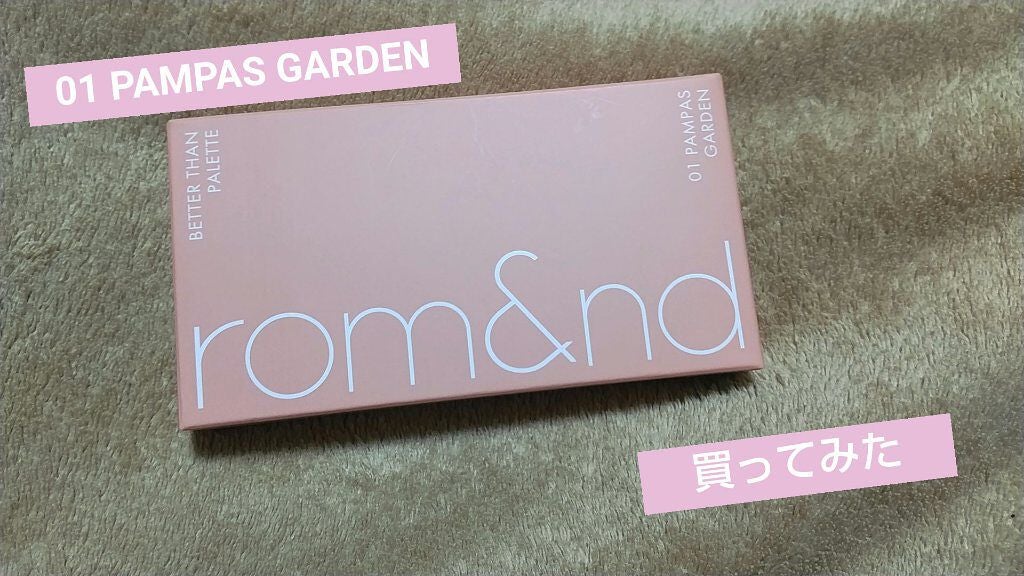 01 PAMPAS GARDEN
BETTER THAN
PALETTE
01 PAMPAS
GARDEN
rom&nd
買ってみた